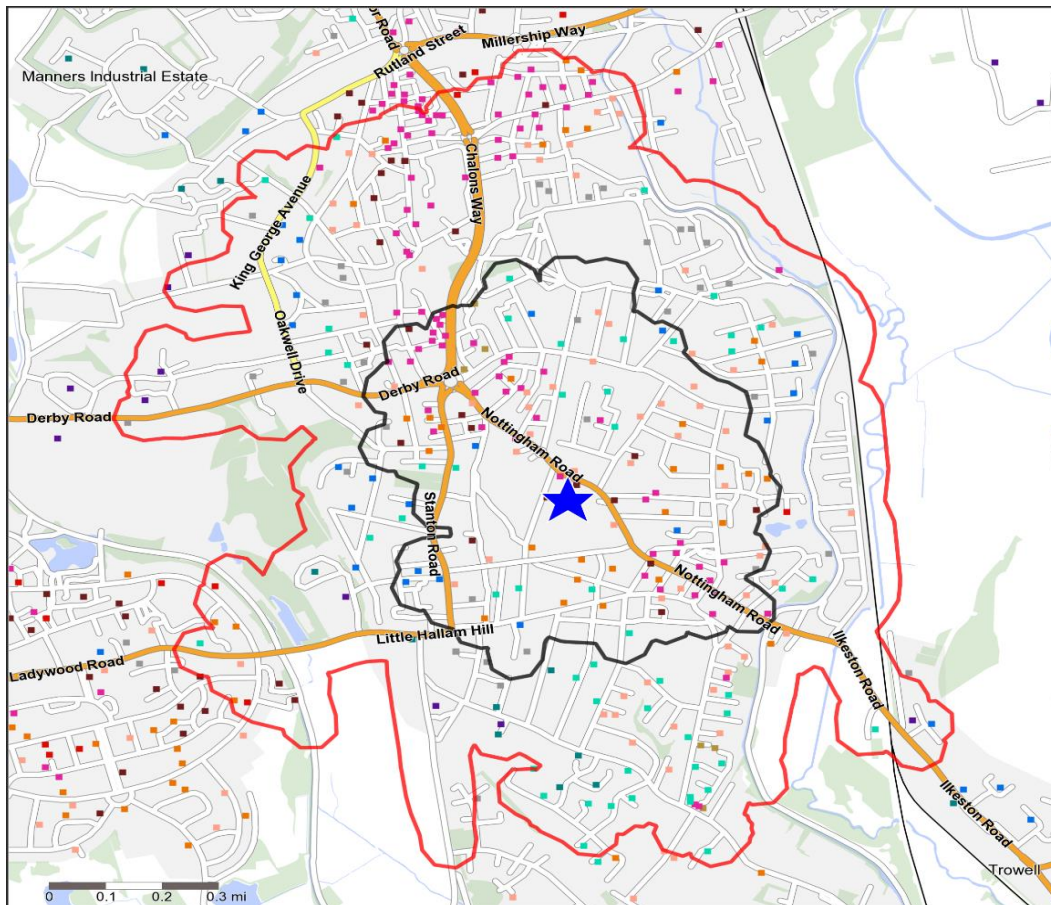 or Road
Rutland Street
Millership Way
Manners Industrial Estate
Chalons Way
King George Avenue
Oakwell Drive
Derby Road
Derby Road
Nottingham Road
Stanton Road
Nottingham Road
Little Hallam Hill
Ladywood Road
Ilkeston Road
Ilkeston Road
Trowell
0 0.1 0.2 0.3 mi